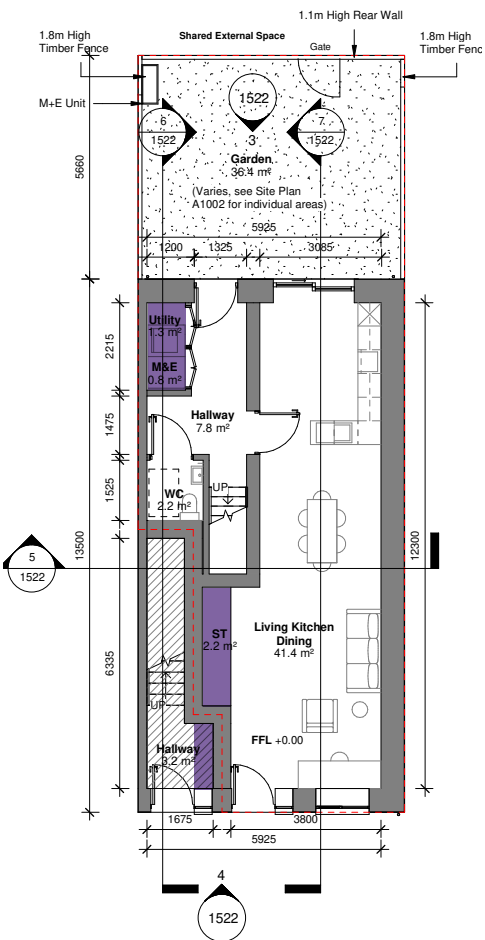 1.1m High Rear Wall
1.8m High
Timber Fence
Shared External Space
Gate
1.8m High
Timber Fenc
M+E Unit
1522
6
1522
3
7
1522
Garden
36.4 m²
(Varies, see Site Plan
A1002 for individual areas)
5660
5925
1200
1325
3085
Utility
1.3 m²
M&E
0.8 m²
2215
Hallway
7.8 m²
1475
WC
2.2 m²
UP
1525
5
1522
13500
12300
6335
ST
2.2 m²
Living Kitchen
Dining
41.4 m²
UP
FFL +0.00
Hallway
3.2 m²
1675
3800
5925
4
1522